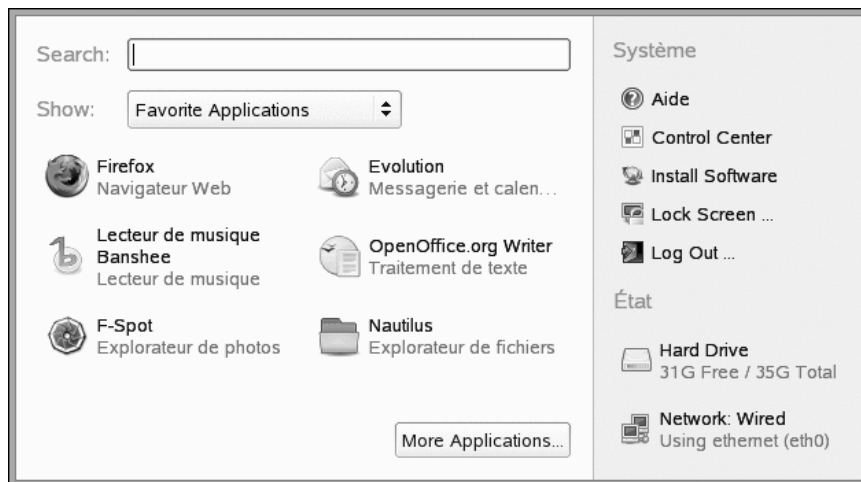 Search:
Show: Favorite Applications
Firefox
Navigateur Web
Evolution
Messagerie et calen...
Lecteur de musique
Banshee
Lecteur de musique
OpenOffice.org Writer
Traitement de texte
F-Spot
Explorateur de photos
Nautilus
Explorateur de fichiers
More Applications...
Système
Aide
Control Center
Install Software
Lock Screen ...
Log Out ...
État
Hard Drive
31G Free / 35G Total
Network: Wired
Using ethernet (eth0)